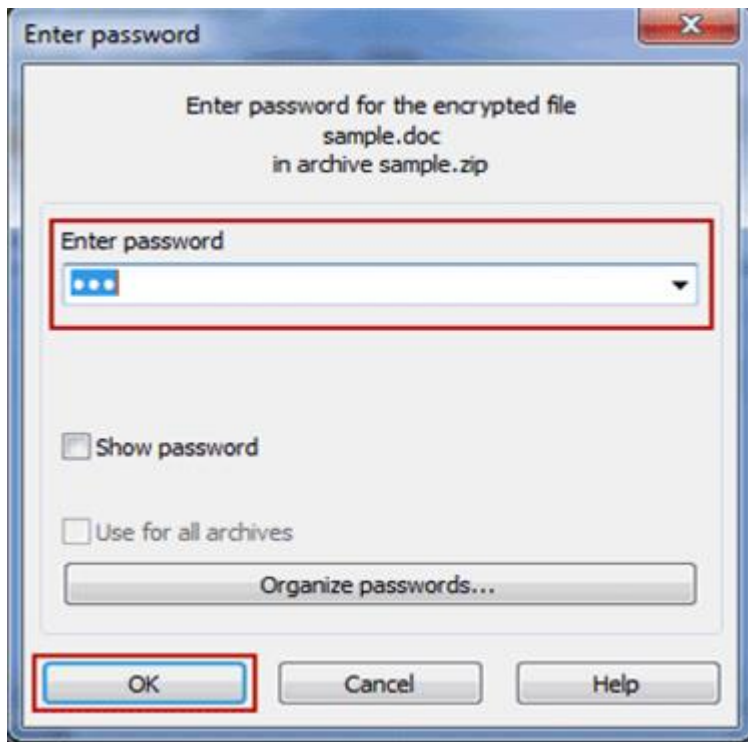 Enter password
Enter password for the encrypted file
sample.doc
in archive sample.zip
Enter password
●●●
Show password
Use for all archives
Organize passwords...
OK
Cancel
Help